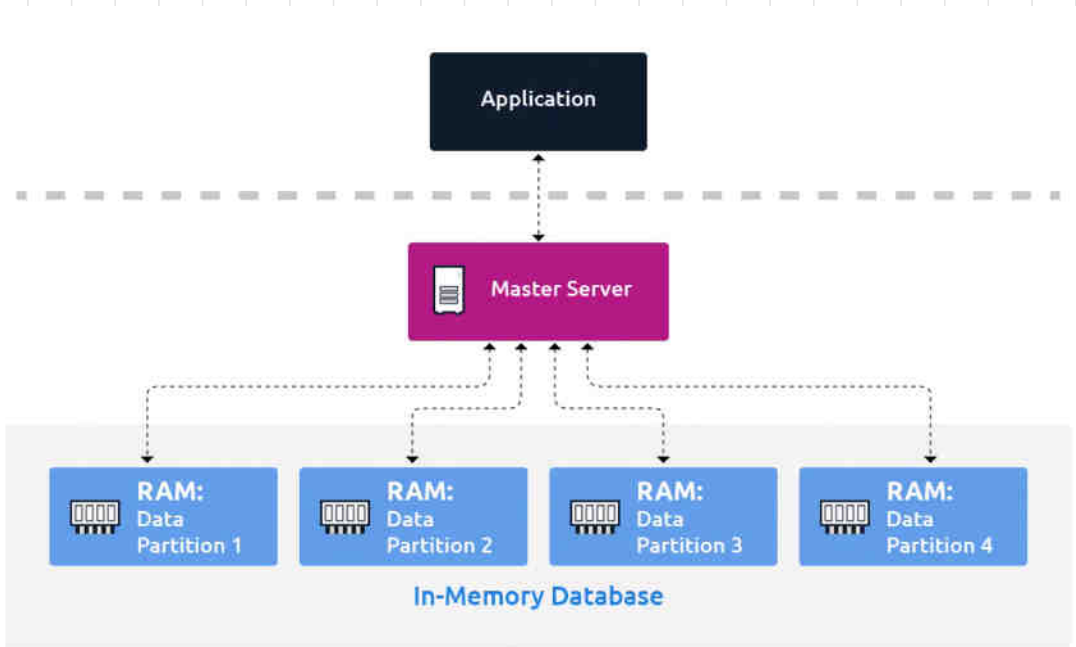 Application
Master Server
RAM:
Data
Partition 1
RAM:
Data
Partition 2
RAM:
Data
Partition 3
RAM:
Data
Partition 4
In-Memory Database